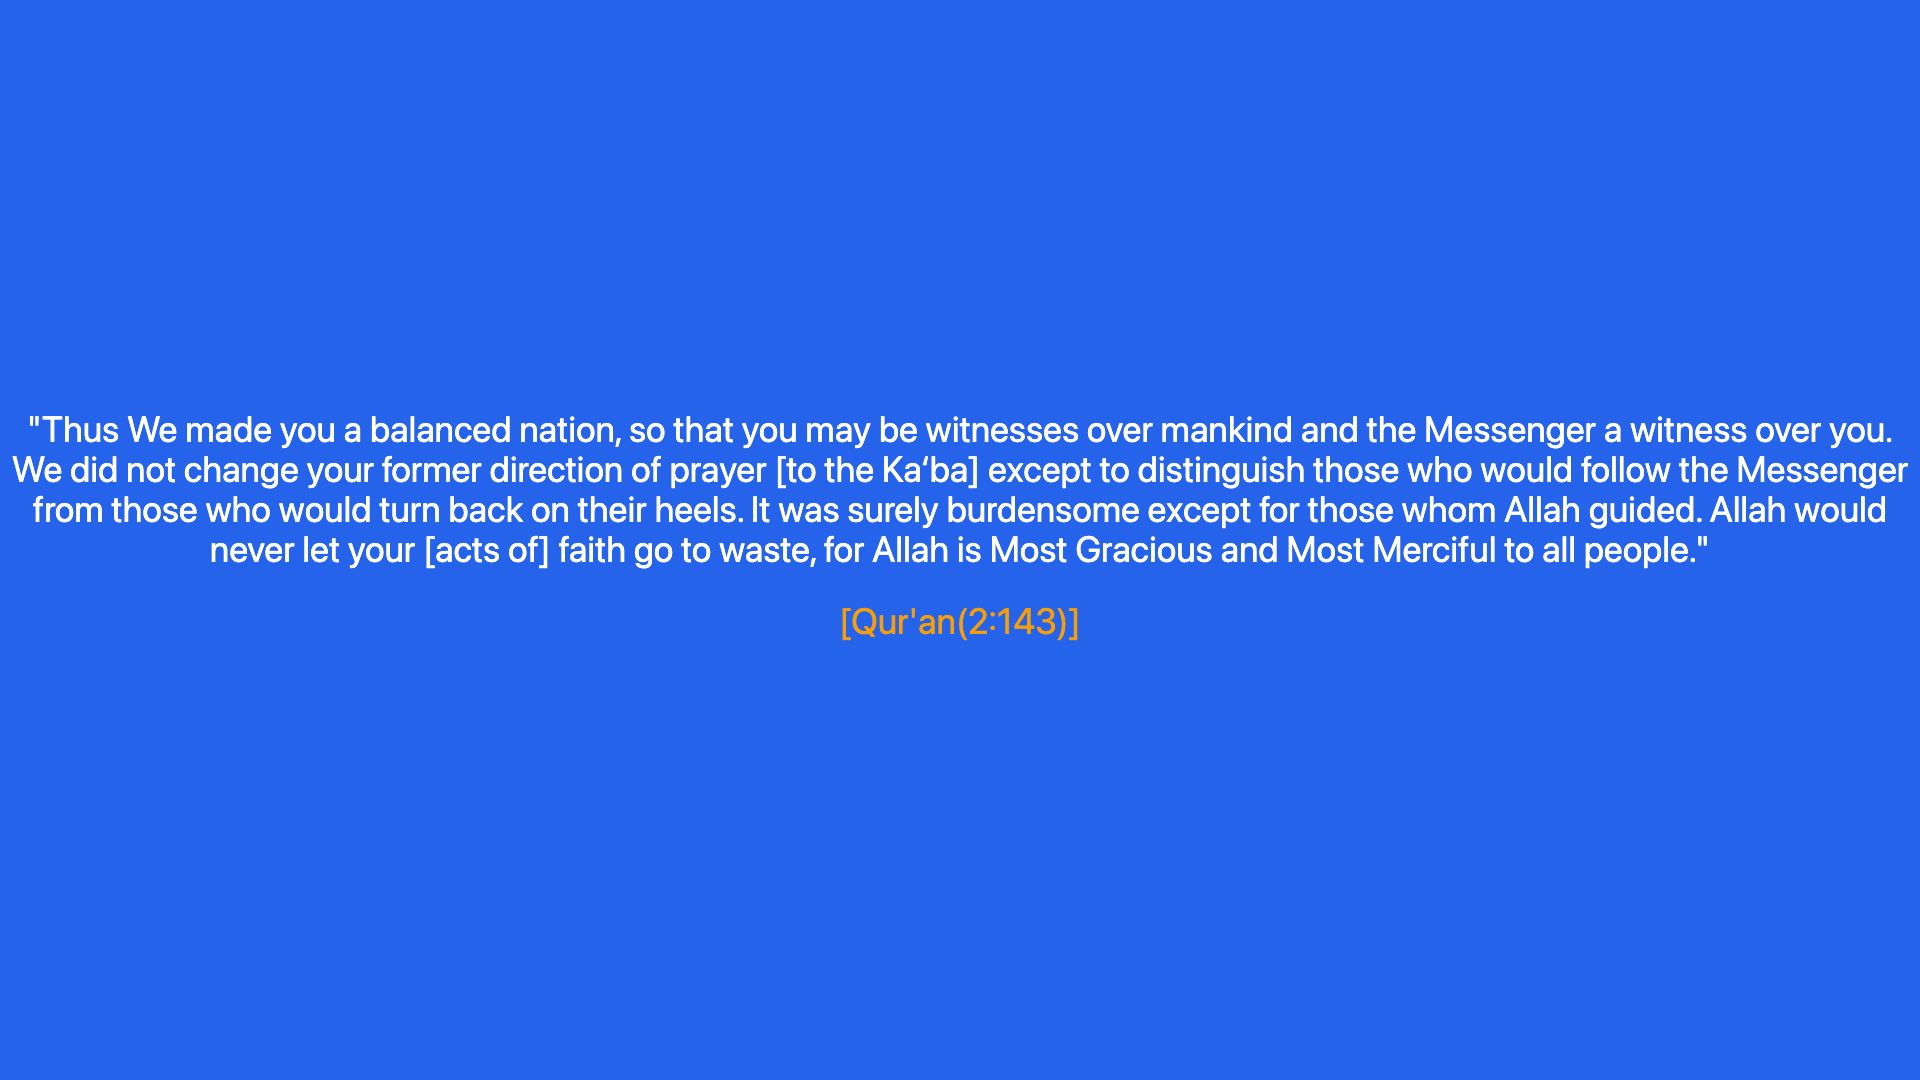 "Thus We made you a balanced nation, so that you may be witnesses over mankind and the Messenger a witness over you.
We did not change your former direction of prayer [to the Ka‘ba] except to distinguish those who would follow the Messenger
from those who would turn back on their heels. It was surely burdensome except for those whom Allah guided. Allah would
never let your [acts of] faith go to waste, for Allah is Most Gracious and Most Merciful to all people."
[Qur'an(2:143)]